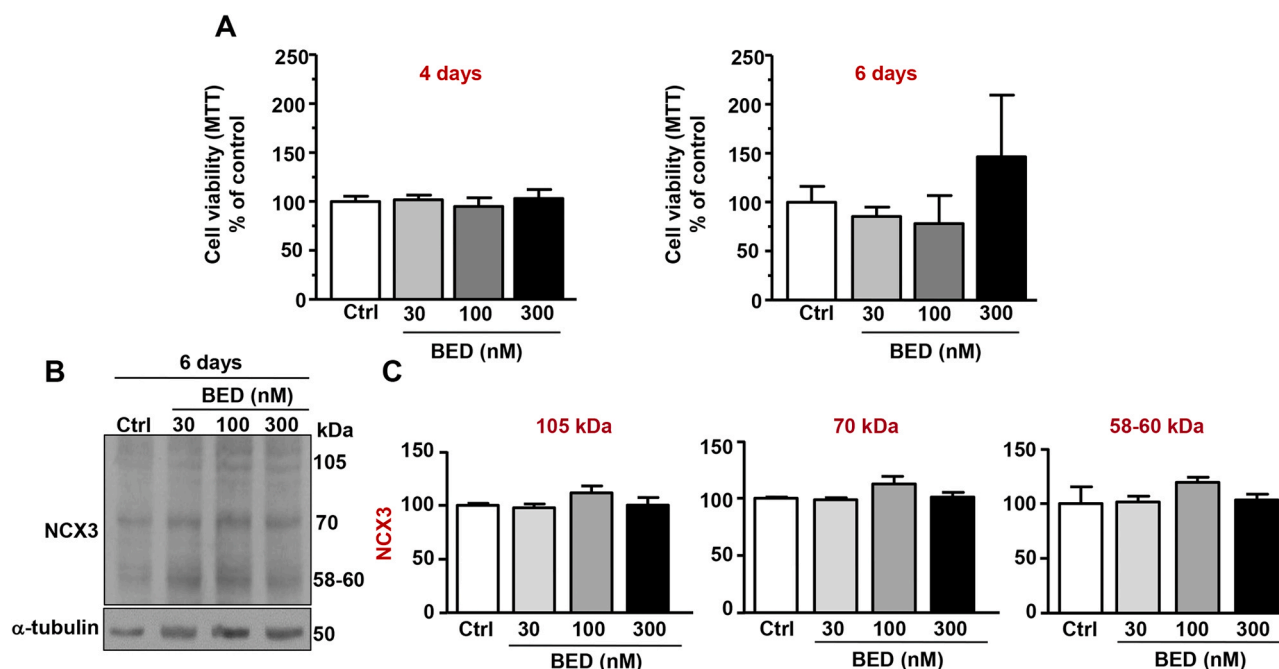 A
4 days
Cell viability (MTT)
% of control
250
200
150
100
50
0
Ctrl 30 100 300
BED (nM)
6 days
Cell viability (MTT)
% of control
250
200
150
100
50
0
Ctrl 30 100 300
BED (nM)
B
6 days
BED (nM)
Ctrl 30 100 300 kDa
105
NCX3 70
58-60
α-tubulin 50
C
105 kDa
NCX3
150
100
50
0
Ctrl 30 100 300
BED (nM)
70 kDa
150
100
50
0
Ctrl 30 100 300
BED (nM)
58-60 kDa
150
100
50
0
Ctrl 30 100 300
BED (nM)